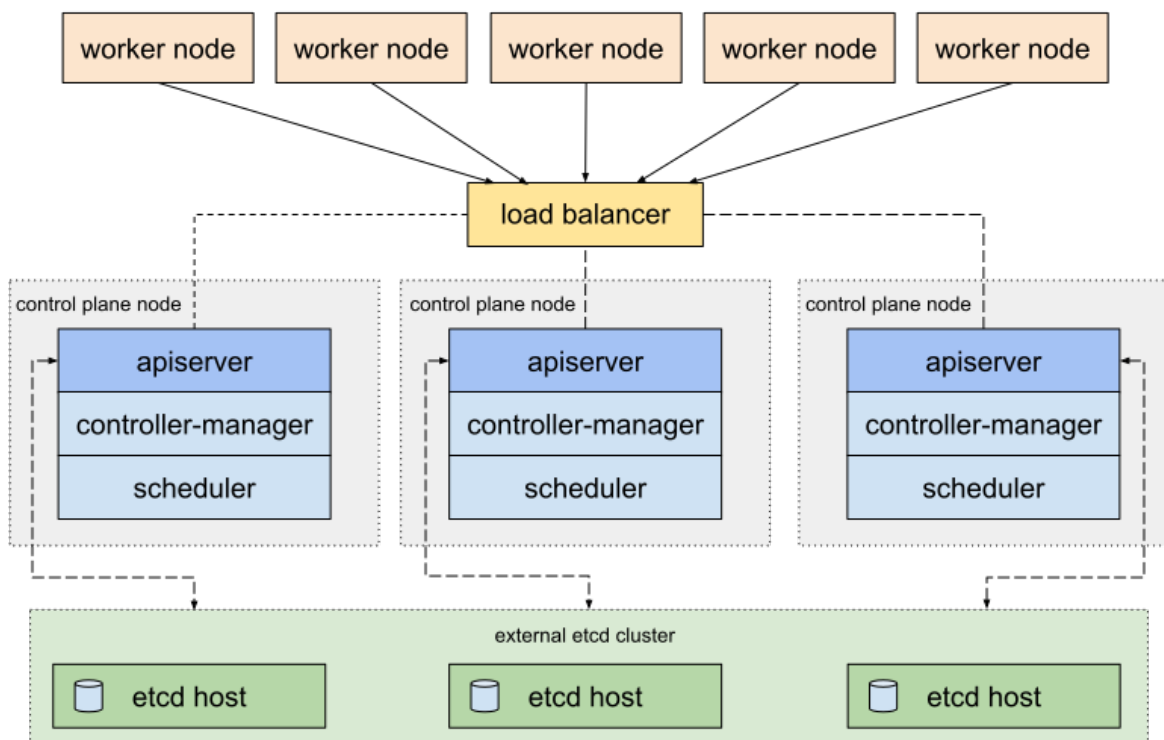 worker node
worker node
worker node
worker node
worker node
load balancer
control plane node
control plane node
control plane node
apiserver
apiserver
apiserver
controller-manager
controller-manager
controller-manager
scheduler
scheduler
scheduler
external etcd cluster
etcd host
etcd host
etcd host